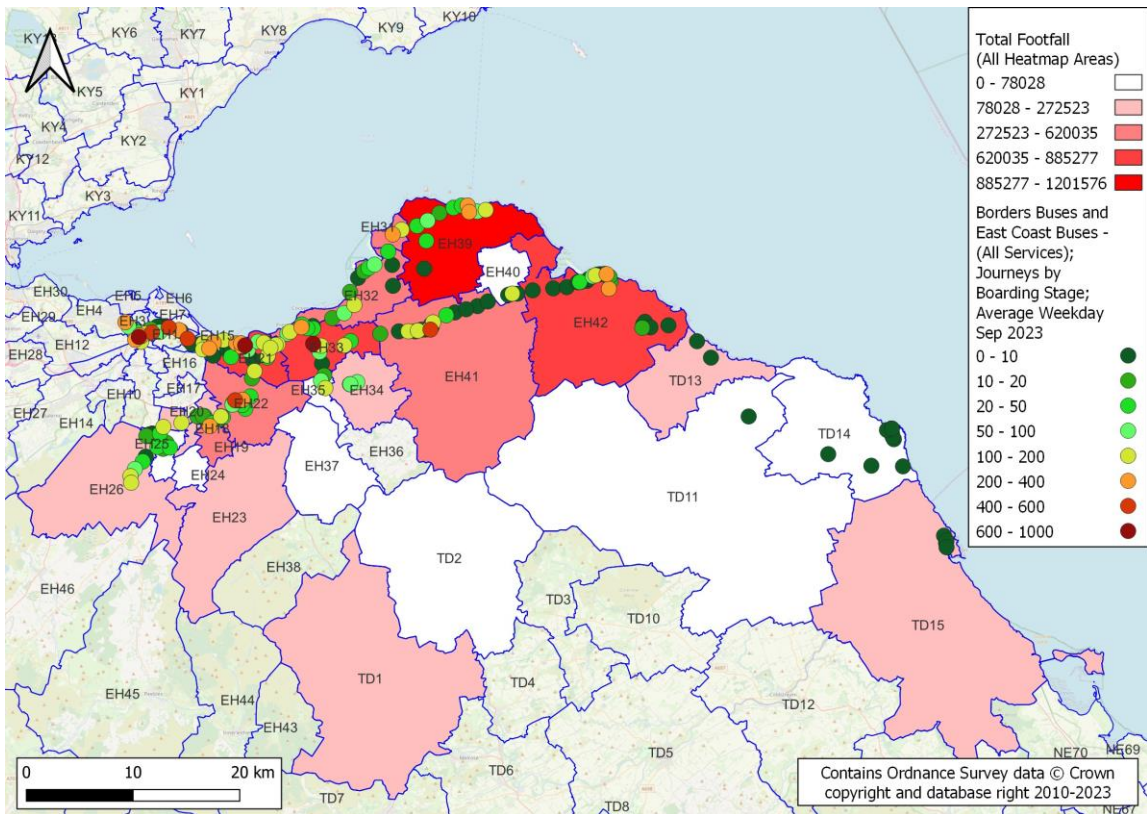 KY13
KY6
KY7
KY8
KY9
KY10
KY5
KY1
KY4
KY2
KY12
KY3
KY11
EH31
EH39
EH40
EH30
EH5
EH6
EH4
EH7
EH32
EH29
EH3
EH15
EH42
EH12
EH21
EH33
EH28
EH16
EH17
EH35
EH34
EH41
TD13
EH10
EH22
EH27
EH14
EH20
EH18
EH25
EH19
EH36
TD14
EH24
EH37
EH26
TD11
EH23
TD2
EH38
EH46
TD3
TD10
TD15
TD1
TD4
EH45
EH44
TD12
EH43
TD5
NE70
NE69
TD6
TD7
TD8
NE67
0 10 20 km
Total Footfall
(All Heatmap Areas)
0 - 78028
78028 - 272523
272523 - 620035
620035 - 885277
885277 - 1201576
Borders Buses and
East Coast Buses -
(All Services);
Journeys by
Boarding Stage;
Average Weekday
Sep 2023
0 - 10
10 - 20
20 - 50
50 - 100
100 - 200
200 - 400
400 - 600
600 - 1000
Contains Ordnance Survey data © Crown
copyright and database right 2010-2023